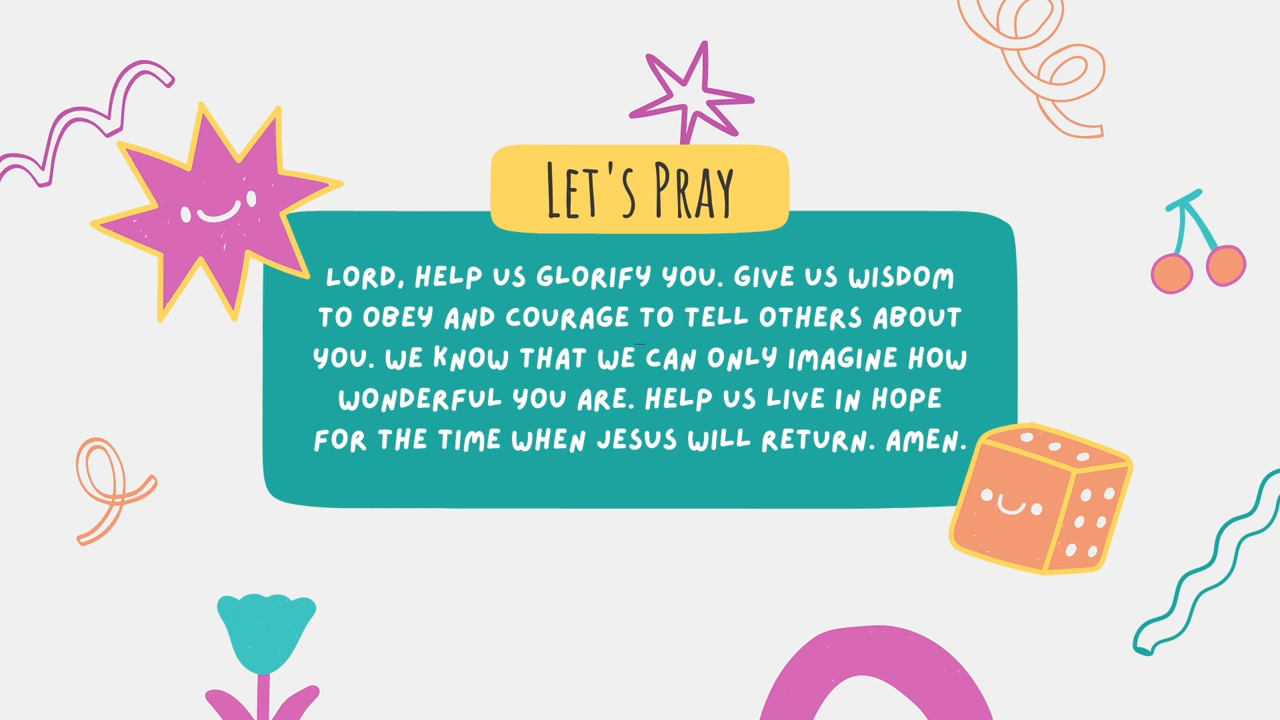 Let's Pray
LORD, HELP US GLORIFY YOU. GIVE US WISDOM
TO OBEY AND COURAGE TO TELL OTHERS ABOUT
YOU. WE KNOW THAT WE CAN ONLY IMAGINE HOW
WONDERFUL YOU ARE. HELP US LIVE IN HOPE
FOR THE TIME WHEN JESUS WILL RETURN. AMEN.